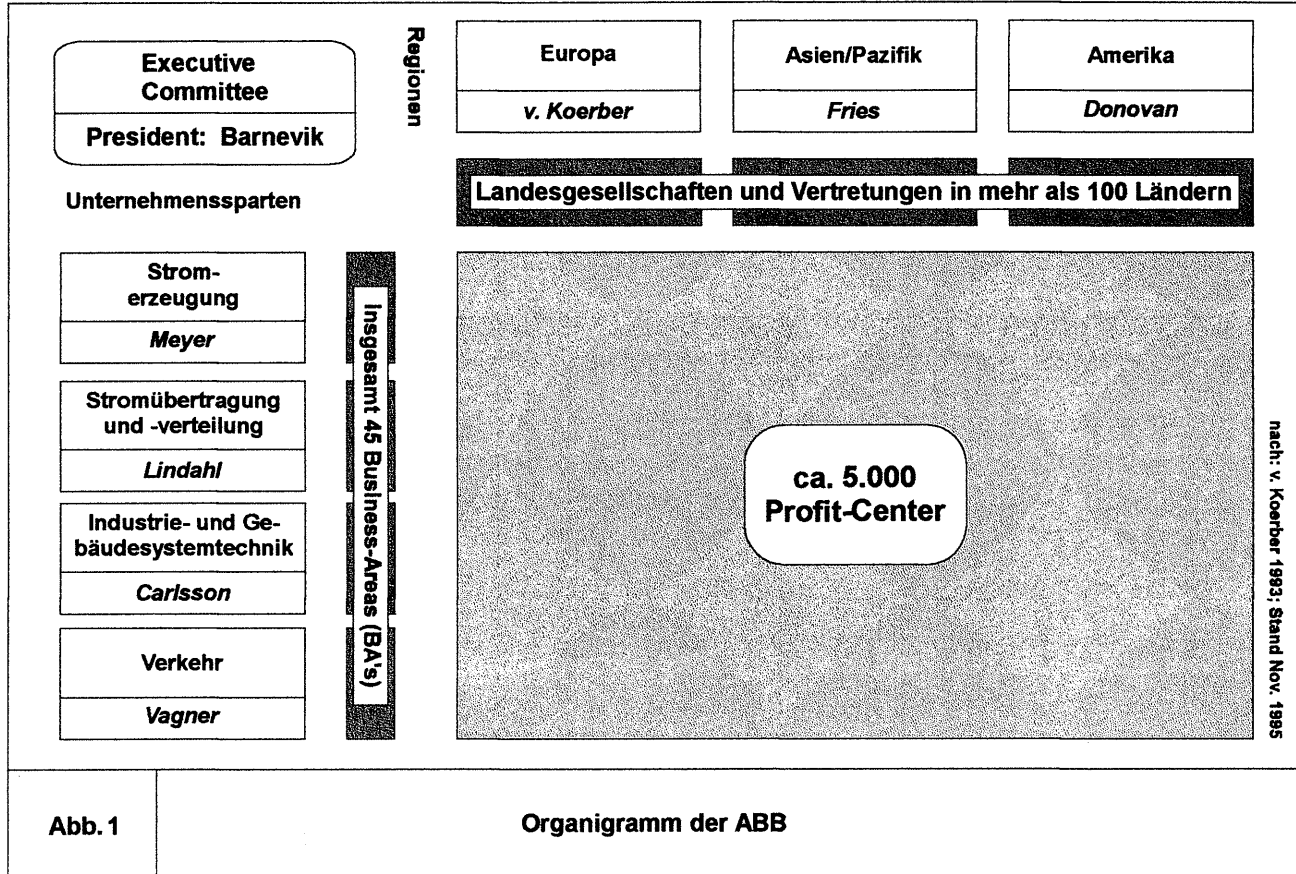 Executive
Committee
President: Barnevik
Regionen
Europa
v. Koerber
Asien/Pazifik
Fries
Amerika
Donovan
Unternehmenssparten
Landesgesellschaften und Vertretungen in mehr als 100 Ländern
Strom-
erzeugung
Meyer
Stromübertragung
und -verteilung
Lindahl
Industrie- und Ge-
bäudesystemtechnik
Carlsson
Verkehr
Vagner
Insgesamt 45 Business-Areas (BA's)
ca. 5.000
Profit-Center
nach: v. Koerber 1993; Stand Nov. 1995
Abb. 1
Organigramm der ABB